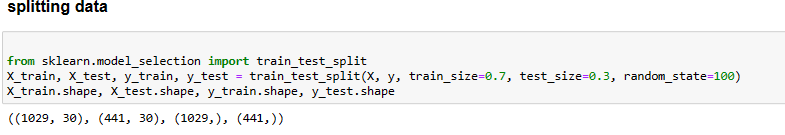 splitting data
from sklearn.model_selection import train_test_split
X_train, X_test, y_train, y_test = train_test_split(X, y, train_size=0.7, test_size=0.3, random_state=100)
X_train.shape, X_test.shape, y_train.shape, y_test.shape
((1029, 30), (441, 30), (1029,), (441,))